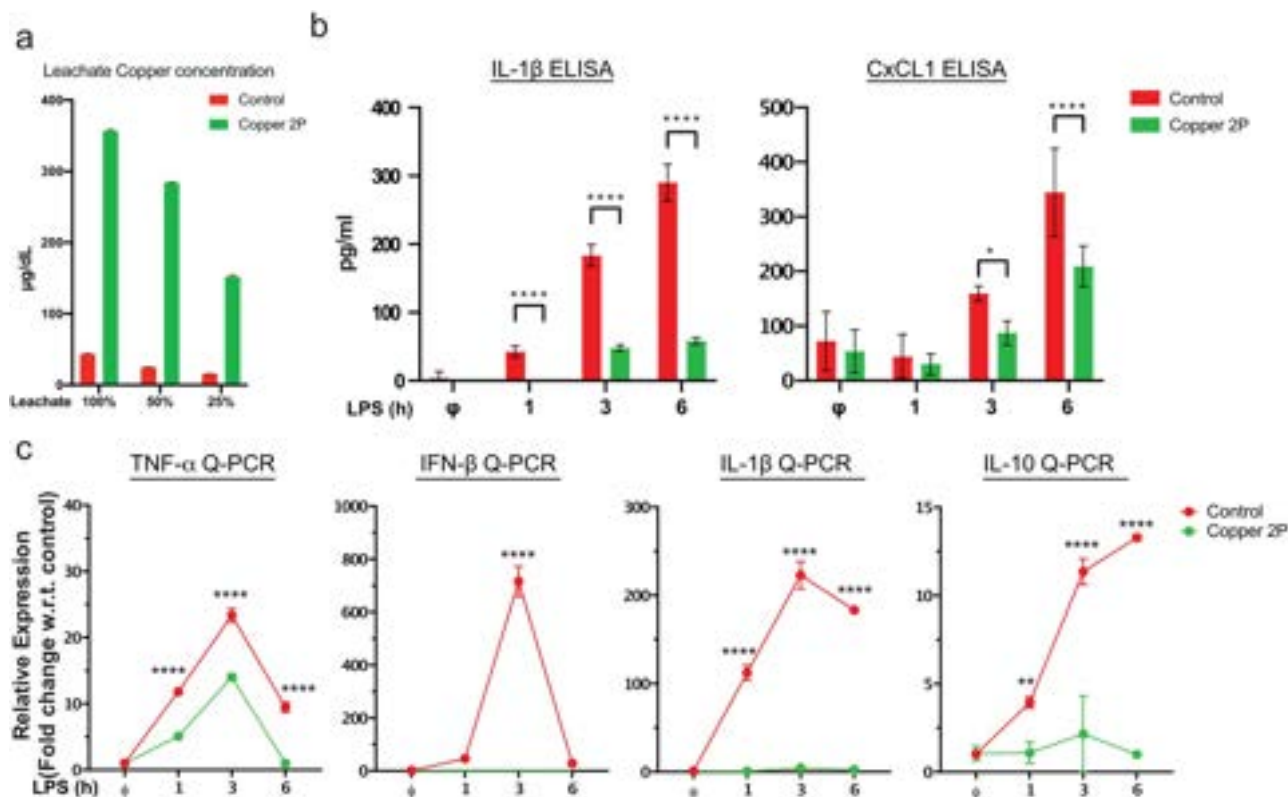 a
Leachate Copper concentration
Control
Copper 2P
400
300
200
100
0
µg/dL
Leachate 100% 50% 25%
b
IL-1β ELISA
CxCL1 ELISA
Control
Copper 2P
pg/ml
400
300
200
100
0
****
****
****
LPS (h) φ 1 3 6
500
400
300
200
100
0
*
****
φ 1 3 6
c
TNF-α Q-PCR
IFN-β Q-PCR
IL-1β Q-PCR
IL-10 Q-PCR
Control
Copper 2P
Relative Expression
(Fold change w.r.t. control)
40
30
20
10
0
****
****
****
LPS (h) φ 1 3 6
1000
800
600
400
200
0
****
φ 1 3 6
300
200
100
0
****
****
****
φ 1 3 6
15
10
5
0
**
****
****
φ 1 3 6